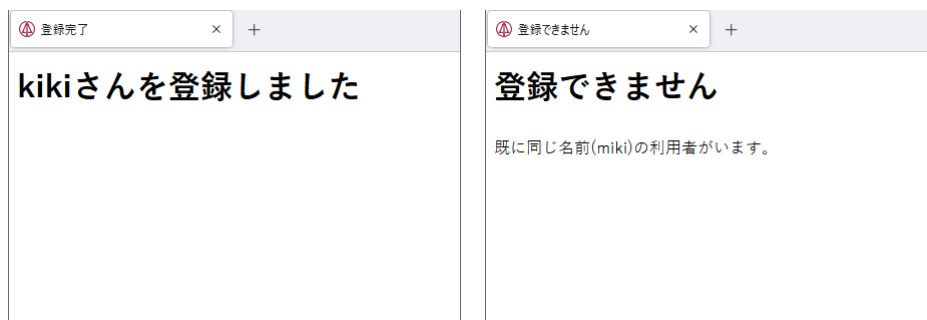 登録完了
kikiさんを登録しました
登録できません
登録できません
既に同じ名前(miki)の利用者がいます。